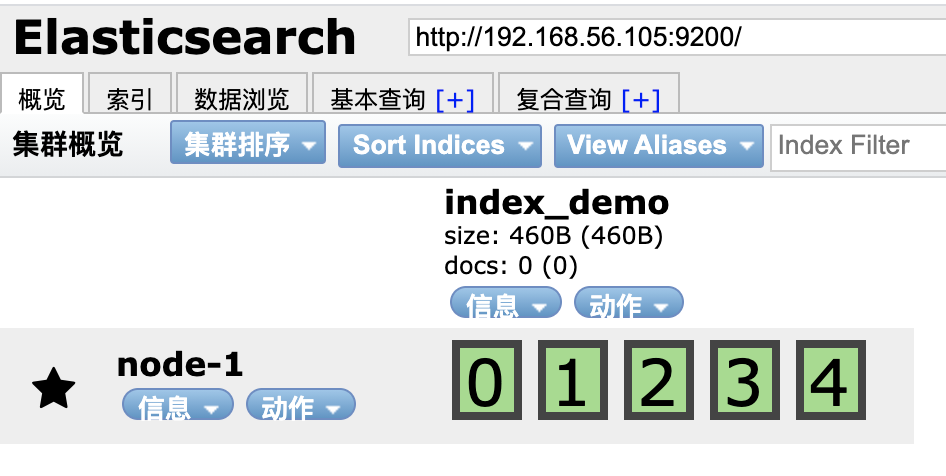 Elasticsearch http://192.168.56.105:9200/
概览 索引 数据浏览 基本查询 [+] 复合查询 [+]
集群概览 集群排序 Sort Indices View Aliases Index Filter
index_demo
size: 460B (460B)
docs: 0 (0)
信息 动作
node-1 0 1 2 3 4
信息 动作